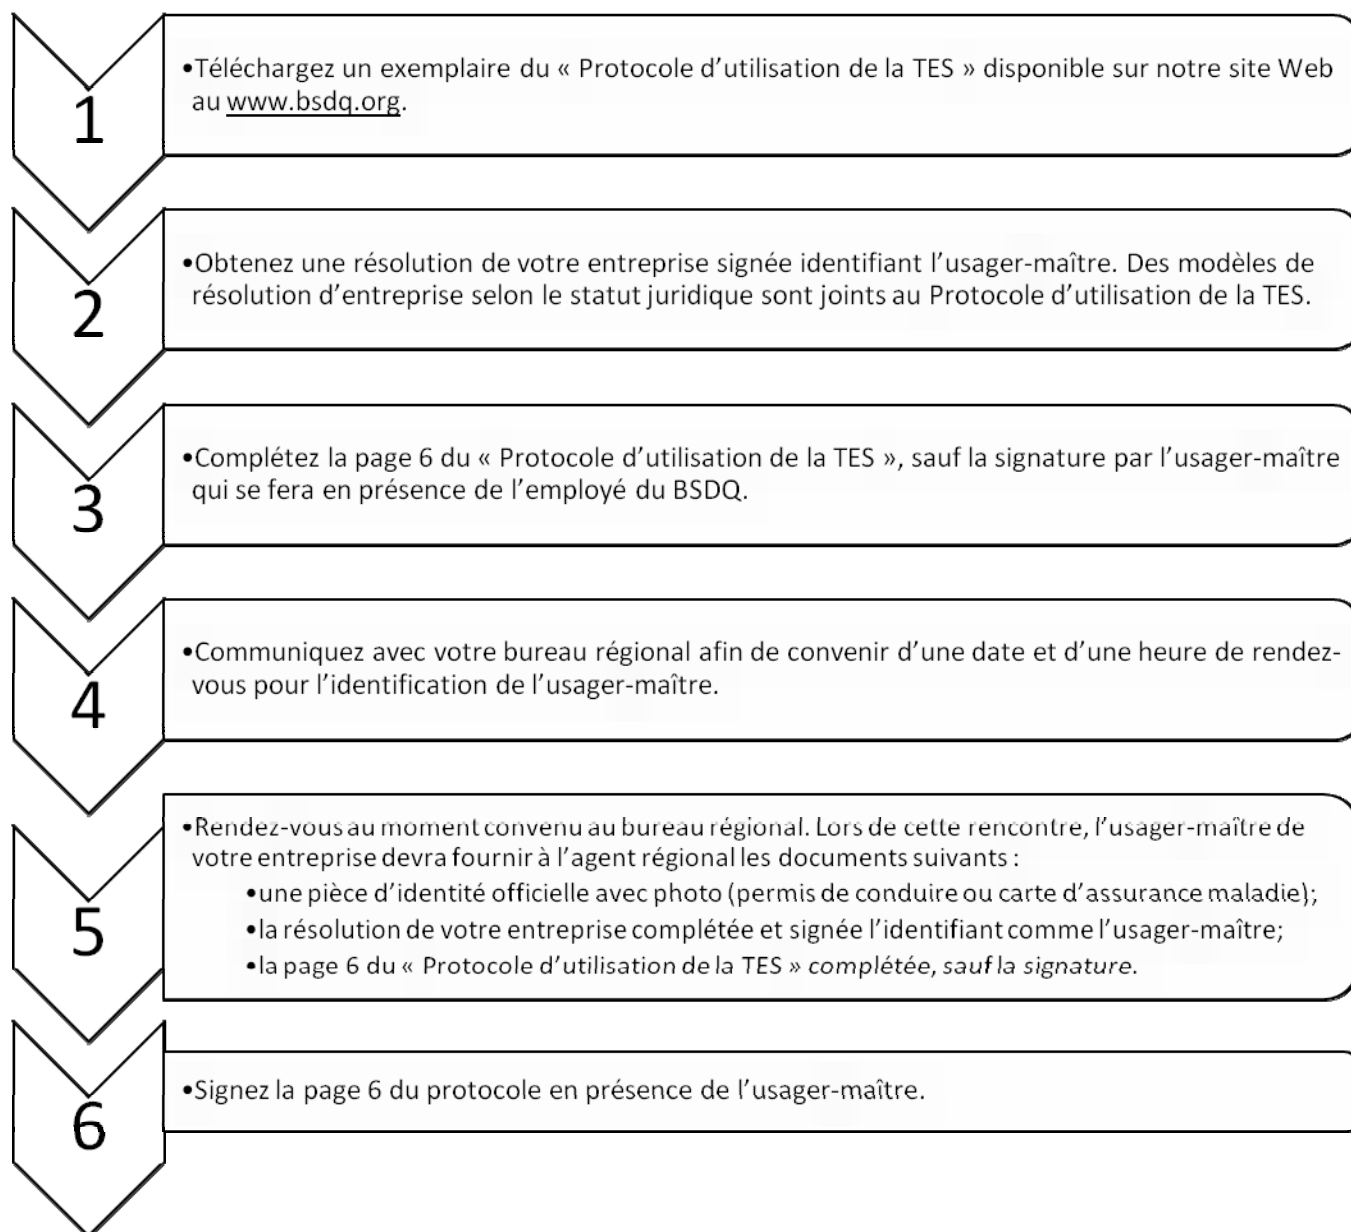 1
•Téléchargez un exemplaire du « Protocole d’utilisation de la TES » disponible sur notre site Web
au www.bsdq.org.
2
•Obtenez une résolution de votre entreprise signée identifiant l’usager-maître. Des modèles de
résolution d’entreprise selon le statut juridique sont joints au Protocole d’utilisation de la TES.
3
•Complétez la page 6 du « Protocole d’utilisation de la TES », sauf la signature par l’usager-maître
qui se fera en présence de l’employé du BSDQ.
4
•Communiquez avec votre bureau régional afin de convenir d’une date et d’une heure de rendez-
vous pour l’identification de l’usager-maître.
5
•Rendez-vous au moment convenu au bureau régional. Lors de cette rencontre, l’usager-maître de
votre entreprise devra fournir à l’agent régional les documents suivants :
•une pièce d’identité officielle avec photo (permis de conduire ou carte d’assurance maladie);
•la résolution de votre entreprise complétée et signée l’identifiant comme l’usager-maître;
•la page 6 du « Protocole d’utilisation de la TES » complétée, sauf la signature.
6
•Signez la page 6 du protocole en présence de l’usager-maître.